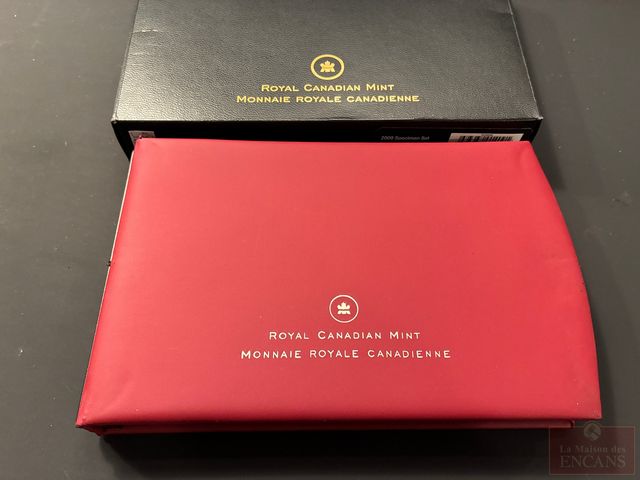 ROYAL CANADIAN MINT
MONNAIE ROYALE CANADIENNE
2009 Specimen Set
ROYAL CANADIAN MINT
MONNAIE ROYALE CANADIENNE
La Maison des
ENCANS